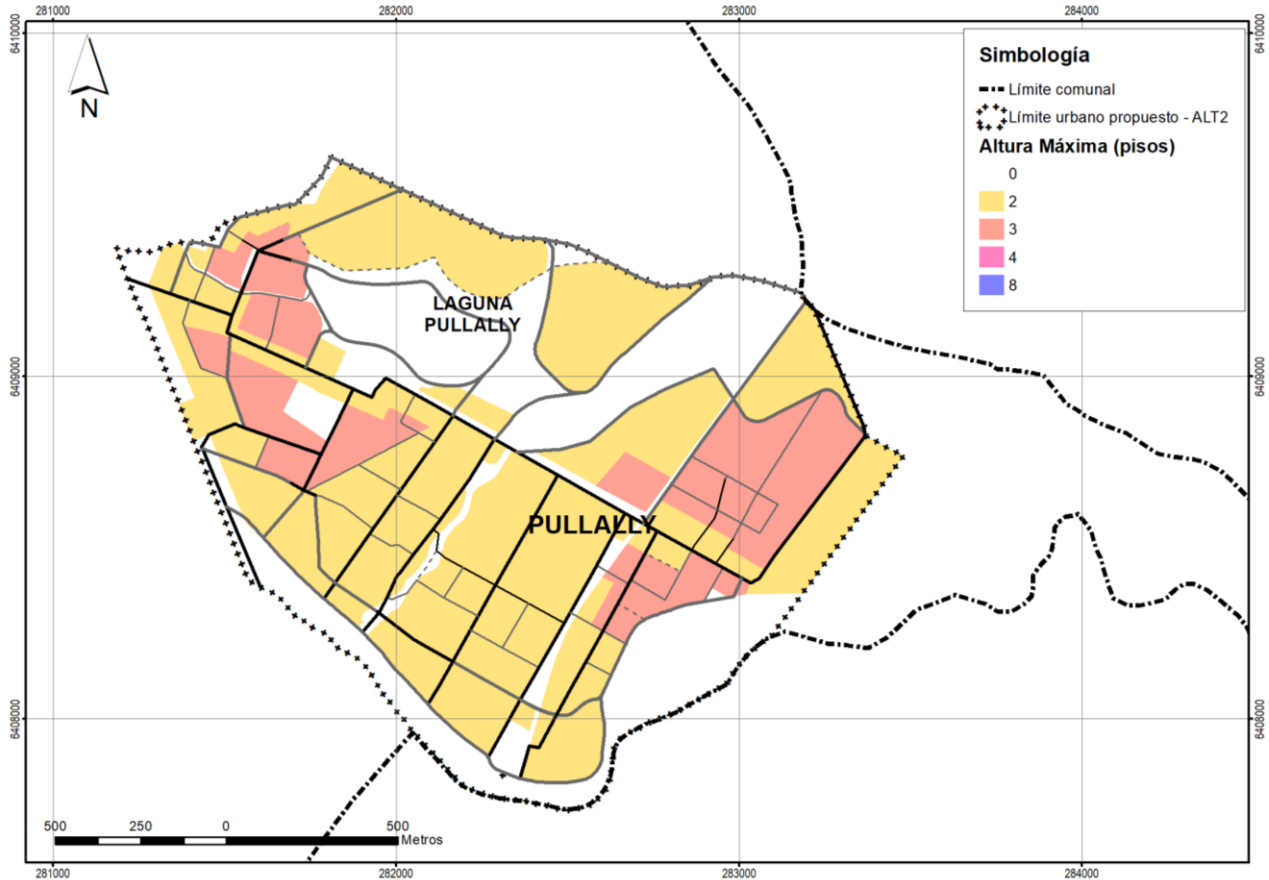 281000
282000
283000
284000
6410000
6410000
N
Simbología
Límite comunal
Límite urbano propuesto - ALT2
Altura Máxima (pisos)
0
2
3
4
8
LAGUNA
PULLALLY
6409000
6409000
PULLALLY
6408000
6408000
500
250
0
500
Metros
281000
282000
283000
284000